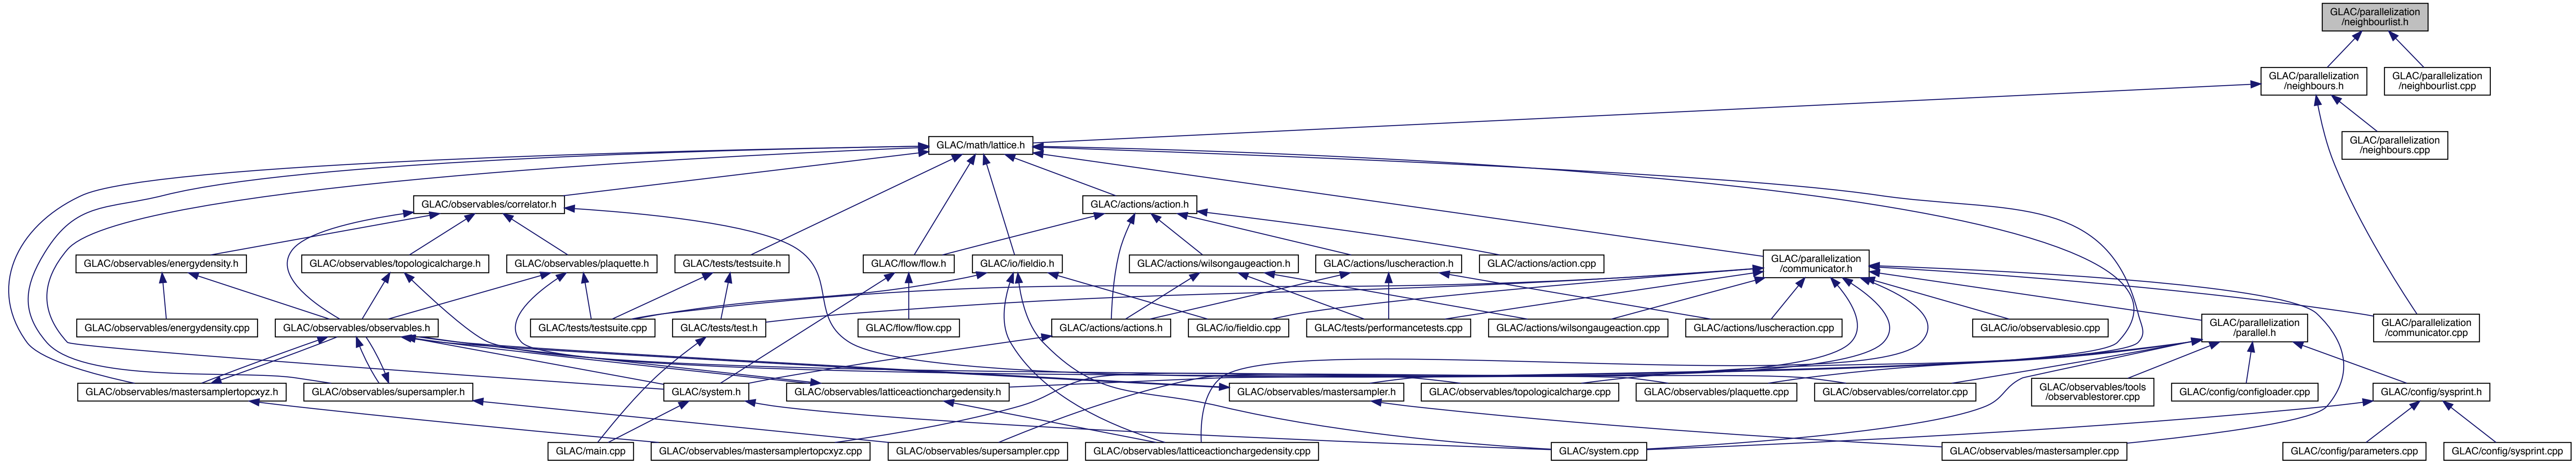 GLAC/parallelization
/neighbourlist.h
GLAC/parallelization
/neighbours.h
GLAC/parallelization
/neighbourlist.cpp
GLAC/math/lattice.h
GLAC/parallelization
/neighbours.cpp
GLAC/observables/correlator.h
GLAC/actions/action.h
GLAC/observables/energydensity.h
GLAC/observables/topologicalcharge.h
GLAC/observables/plaquette.h
GLAC/tests/testsuite.h
GLAC/flow/flow.h
GLAC/io/fieldio.h
GLAC/actions/wilsongaugeaction.h
GLAC/actions/luscheraction.h
GLAC/actions/action.cpp
GLAC/parallelization
/communicator.h
GLAC/observables/energydensity.cpp
GLAC/observables/observables.h
GLAC/tests/testsuite.cpp
GLAC/tests/test.h
GLAC/flow/flow.cpp
GLAC/actions/actions.h
GLAC/io/fieldio.cpp
GLAC/tests/performancetests.cpp
GLAC/actions/wilsongaugeaction.cpp
GLAC/actions/luscheraction.cpp
GLAC/io/observablesio.cpp
GLAC/parallelization
/parallel.h
GLAC/parallelization
/communicator.cpp
GLAC/observables/mastersamplertopcxyz.h
GLAC/observables/supersampler.h
GLAC/system.h
GLAC/observables/latticeactionchargedensity.h
GLAC/observables/mastersampler.h
GLAC/observables/topologicalcharge.cpp
GLAC/observables/plaquette.cpp
GLAC/observables/correlator.cpp
GLAC/observables/tools
/observablestorer.cpp
GLAC/config/configloader.cpp
GLAC/config/sysprint.h
GLAC/main.cpp
GLAC/observables/mastersamplertopcxyz.cpp
GLAC/observables/supersampler.cpp
GLAC/observables/latticeactionchargedensity.cpp
GLAC/system.cpp
GLAC/observables/mastersampler.cpp
GLAC/config/parameters.cpp
GLAC/config/sysprint.cpp